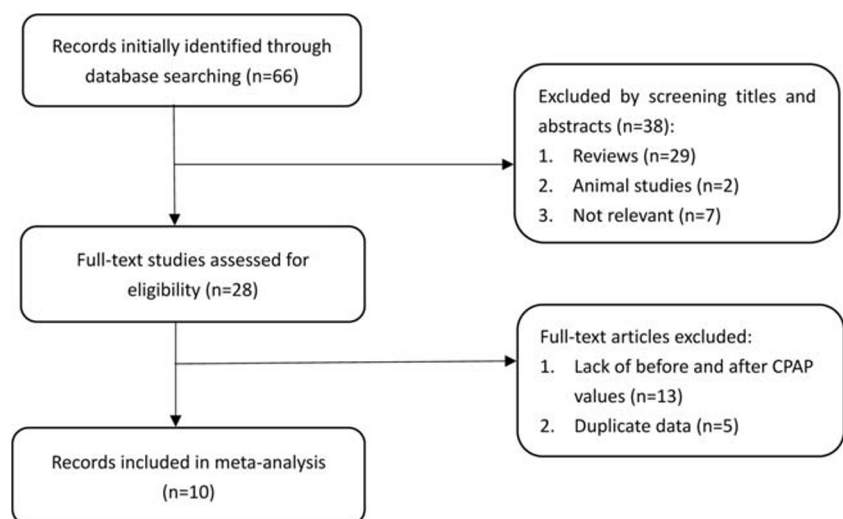 Records initially identified through
database searching (n=66)
Excluded by screening titles and
abstracts (n=38):
1. Reviews (n=29)
2. Animal studies (n=2)
3. Not relevant (n=7)
Full-text studies assessed for
eligibility (n=28)
Full-text articles excluded:
1. Lack of before and after CPAP
values (n=13)
2. Duplicate data (n=5)
Records included in meta-analysis
(n=10)